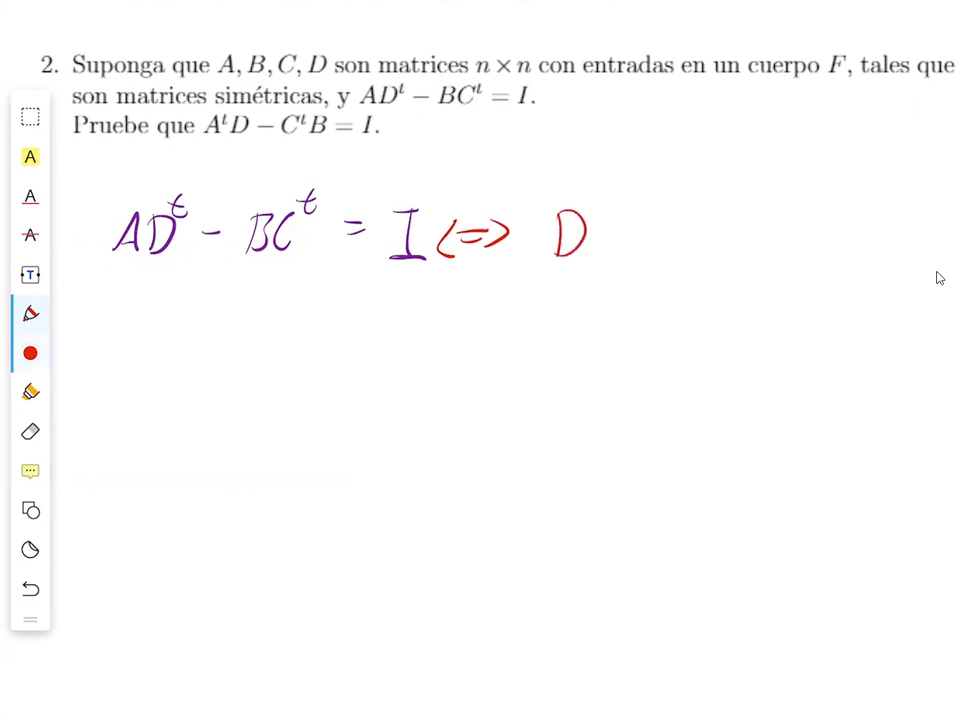 2. Suponga que A, B, C, D son matrices n × n con entradas en un cuerpo F, tales que
son matrices simétricas, y AD^t − BC^t = I.
Pruebe que A^tD − C^tB = I.
AD^t − BC^t = I <=> D